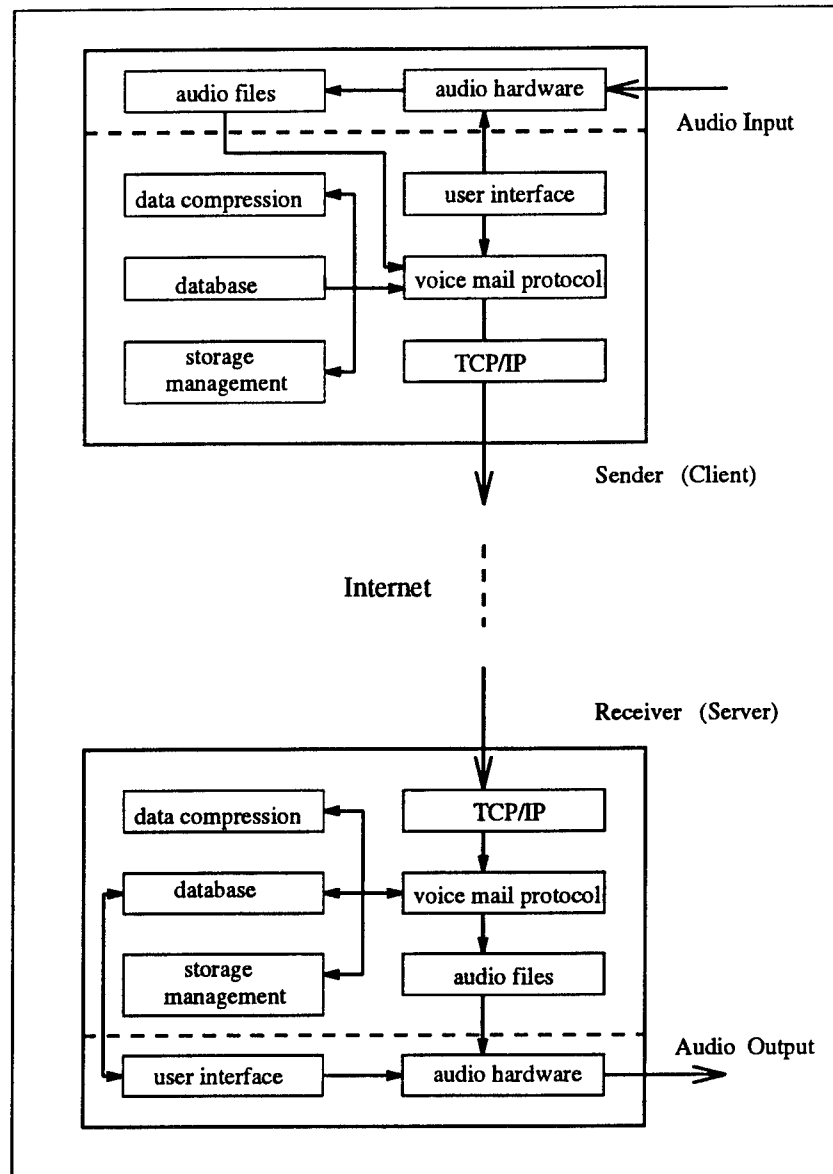 audio files
audio hardware
Audio Input
data compression
user interface
database
voice mail protocol
storage
management
TCP/IP
Sender (Client)
Internet
Receiver (Server)
data compression
TCP/IP
database
voice mail protocol
storage
management
audio files
Audio Output
user interface
audio hardware